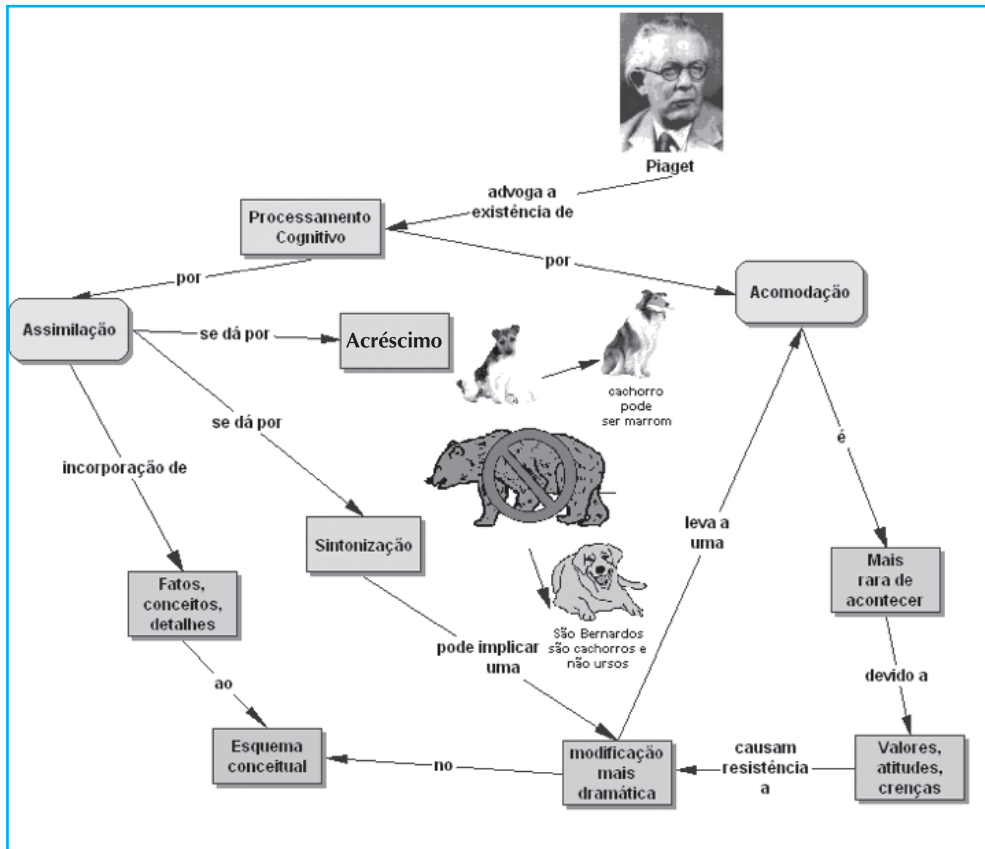 Piaget
advoga a
existência de
Processamento
Cognitivo
por
por
Acomodação
Assimilação
se dá por
Acréscimo
cachorro
pode
ser marrom
se dá por
é
incorporação de
leva a
uma
Sintonização
Mais
rara de
acontecer
Fatos,
conceitos,
detalhes
São Bernardos
são cachorros e
não ursos
pode implicar
uma
devido a
ao
Esquema
conceitual
no
modificação
mais
dramática
causam
resistência
a
Valores,
atitudes,
crenças